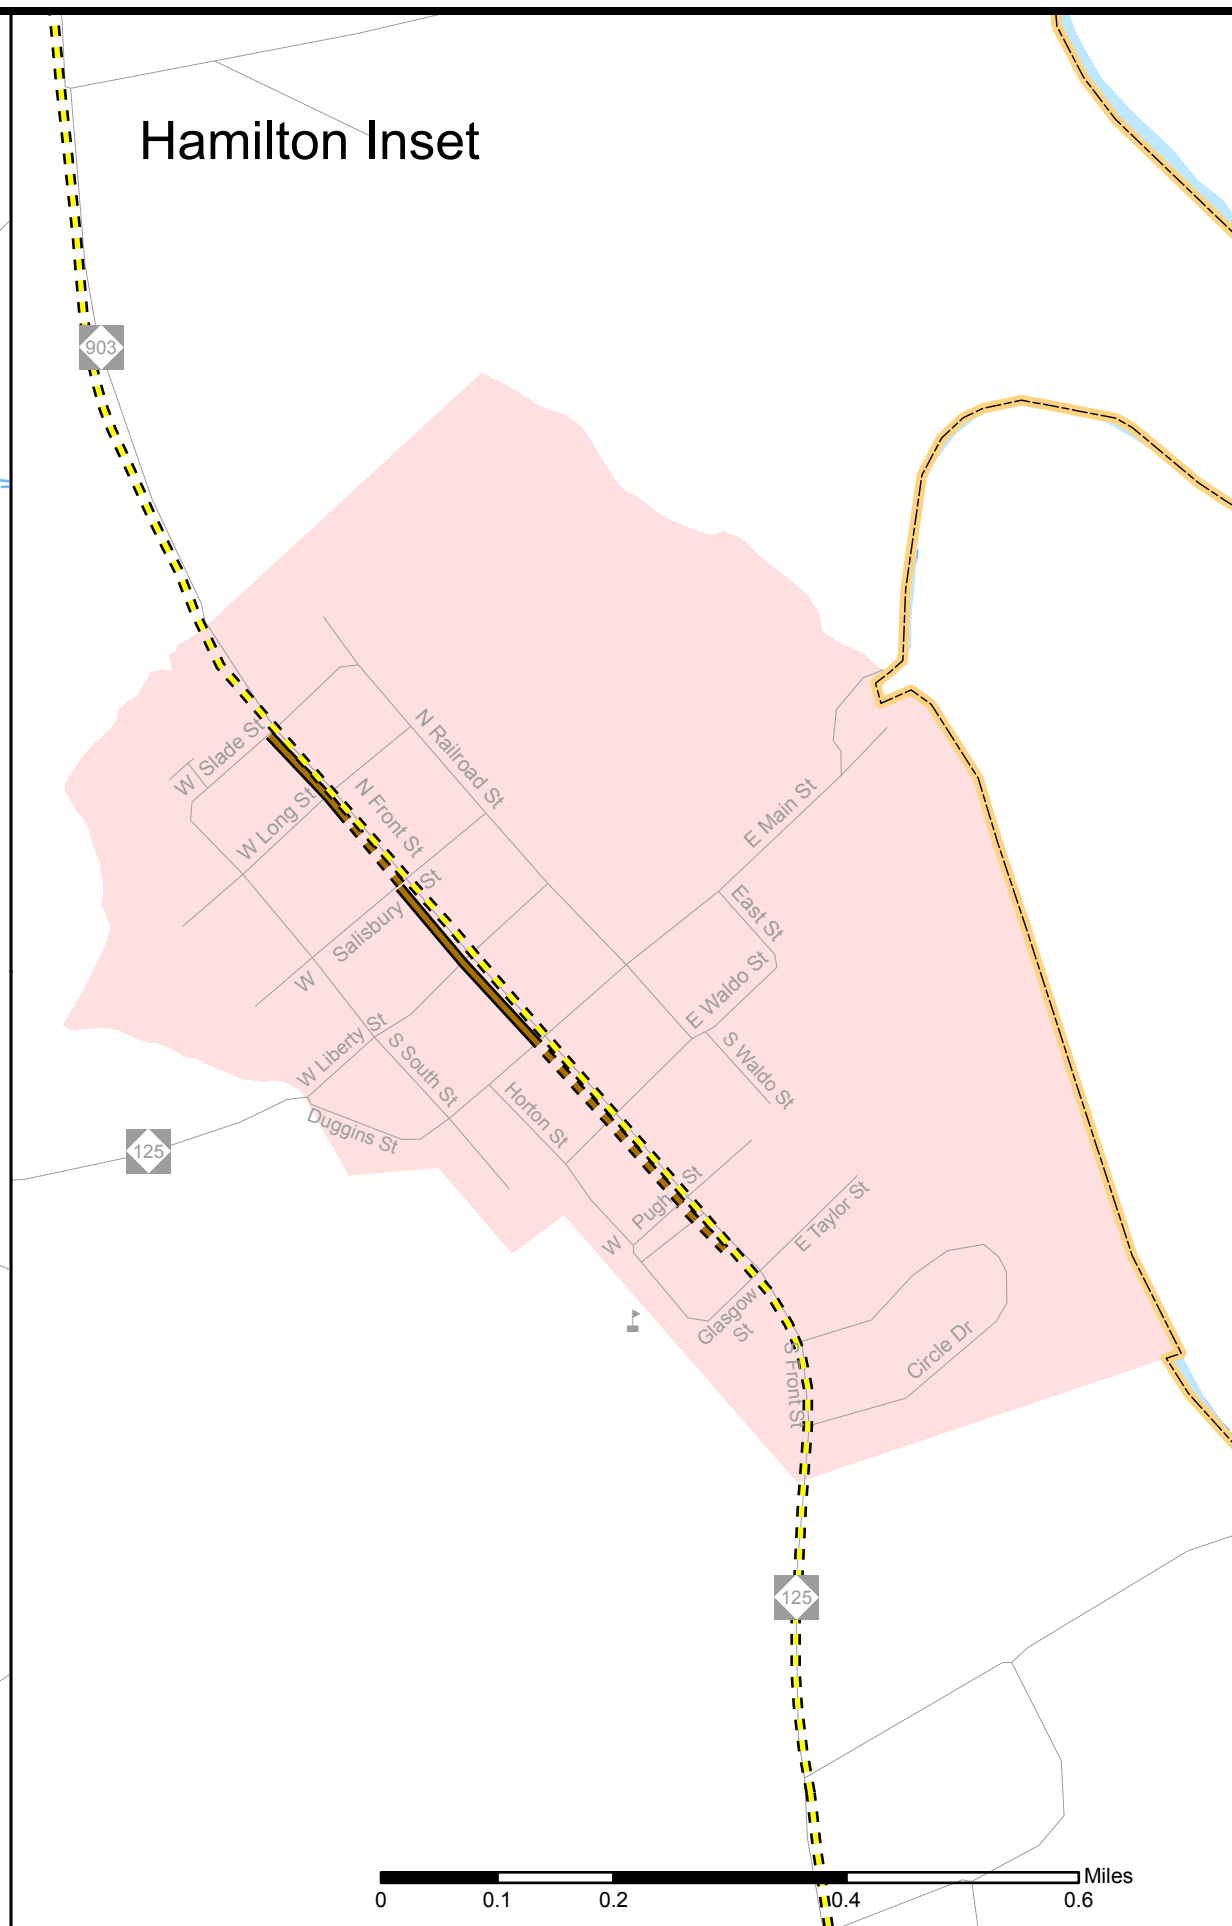 Hamilton Inset
903
N Railroad St
W Slade St
N Front St
W Long St
E Main St
W Salisbury St
East St
E Waldo St
S Waldo St
W Liberty St
S South St
Horton St
Duggins St
125
W Pugh St
E Taylor St
Glasgow
St
S Front St
Circle Dr
125
Miles
0 0.1 0.2 0.4 0.6